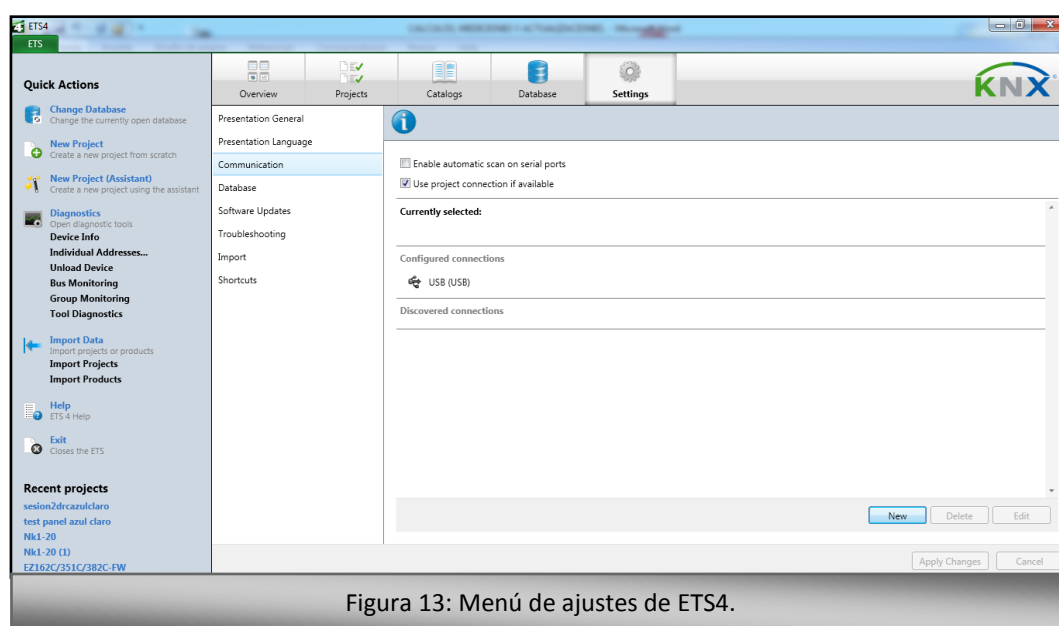 ETS4
CALCULOS, MEDICIONES Y ACTUALIZACIONES - Microsoft Word
ETS
Quick Actions
Change Database
Change the currently open database
New Project
Create a new project from scratch
New Project (Assistant)
Create a new project using the assistant
Diagnostics
Open diagnostic tools
Device Info
Individual Addresses...
Unload Device
Bus Monitoring
Group Monitoring
Tool Diagnostics
Import Data
Import projects or products
Import Projects
Import Products
Help
ETS 4 Help
Exit
Closes the ETS
Recent projects
sesion2drcazulclaro
test panel azul claro
Nk1-20
Nk1-20 (1)
EZ162C/351C/382C-FW
Overview
Projects
Catalogs
Database
Settings
KNX
Presentation General
Presentation Language
Communication
Database
Software Updates
Troubleshooting
Import
Shortcuts
Enable automatic scan on serial ports
Use project connection if available
Currently selected:
Configured connections
USB (USB)
Discovered connections
New
Delete
Edit
Apply Changes
Cancel
Figura 13: Menú de ajustes de ETS4.